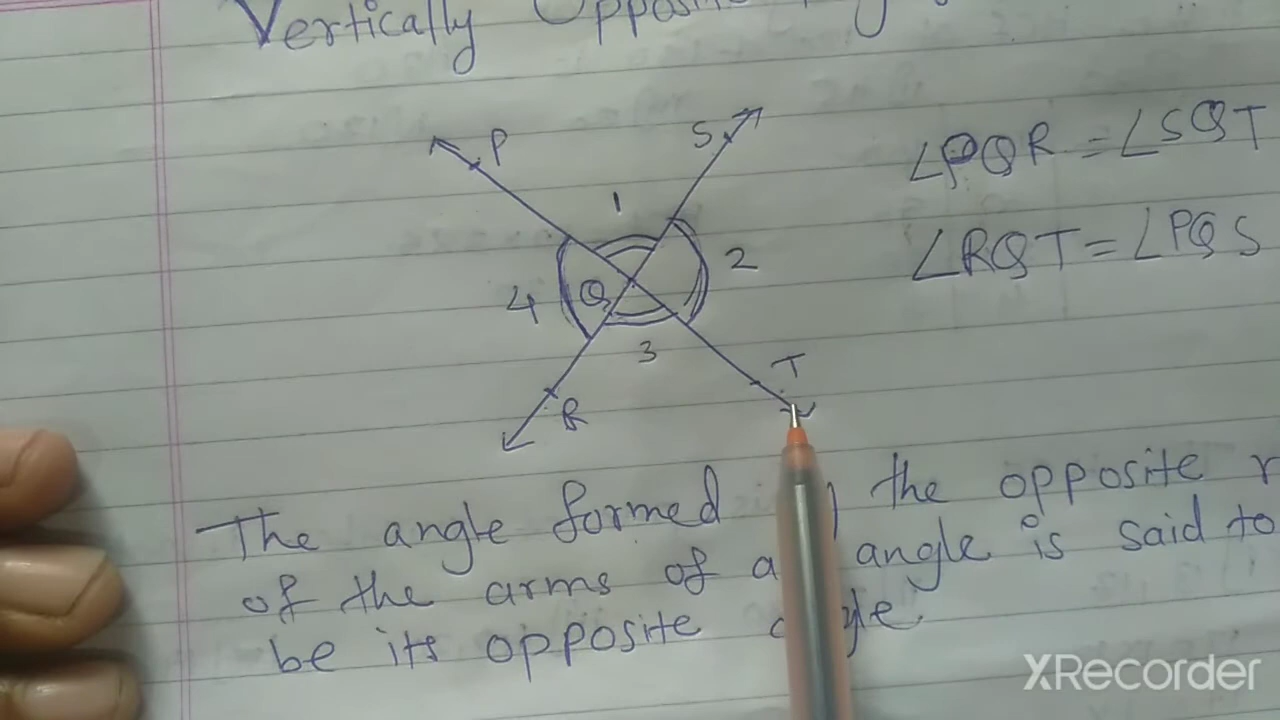 Vertically Opposite
P
S
∠PQR = ∠SQT
1
2
∠RQT = ∠PQS
4
Q
3
T
R
The angle formed the opposite
of the arms of a angle is said to
be its opposite
XRecorder